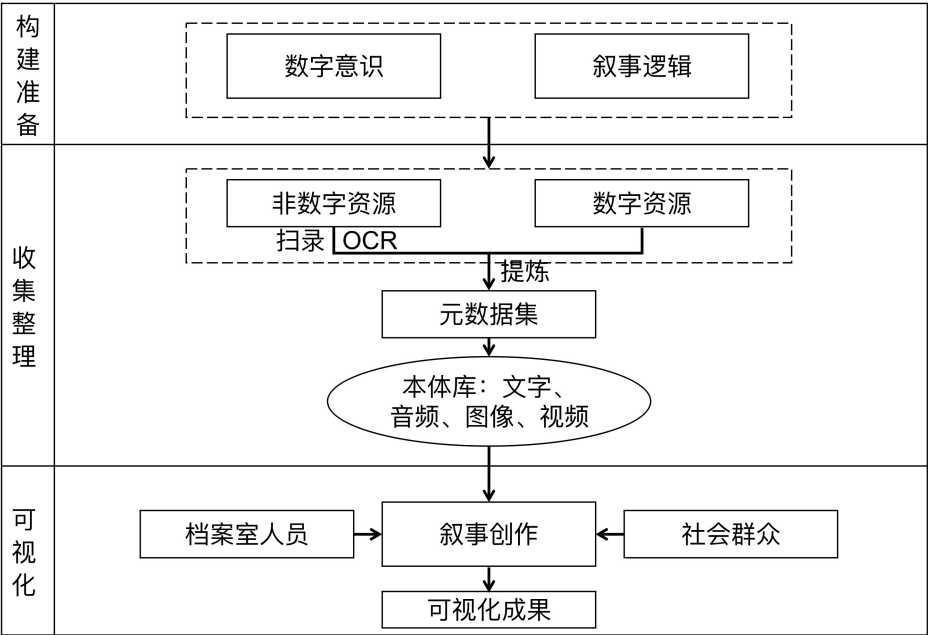 构建准备
数字意识
叙事逻辑
收集整理
非数字资源
数字资源
扫录 OCR
提炼
元数据集
本体库：文字、
音频、图像、视频
可视化
档案室人员
叙事创作
社会群众
可视化成果